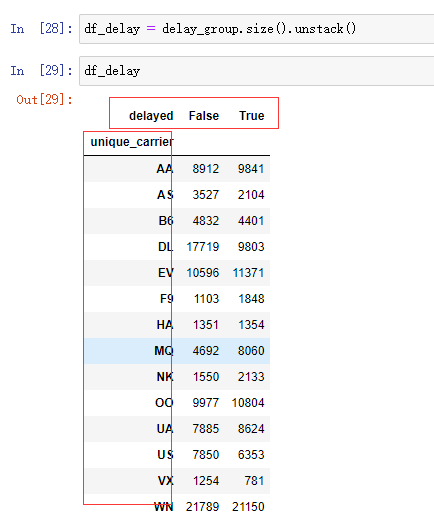 In [28]: df_delay = delay_group.size().unstack()
In [29]: df_delay
Out[29]:
delayed False True
unique_carrier
AA 8912 9841
AS 3527 2104
B6 4832 4401
DL 17719 9803
EV 10596 11371
F9 1103 1848
HA 1351 1354
MQ 4692 8060
NK 1550 2133
OO 9977 10804
UA 7885 8624
US 7850 6353
VX 1254 781
WN 21789 21150